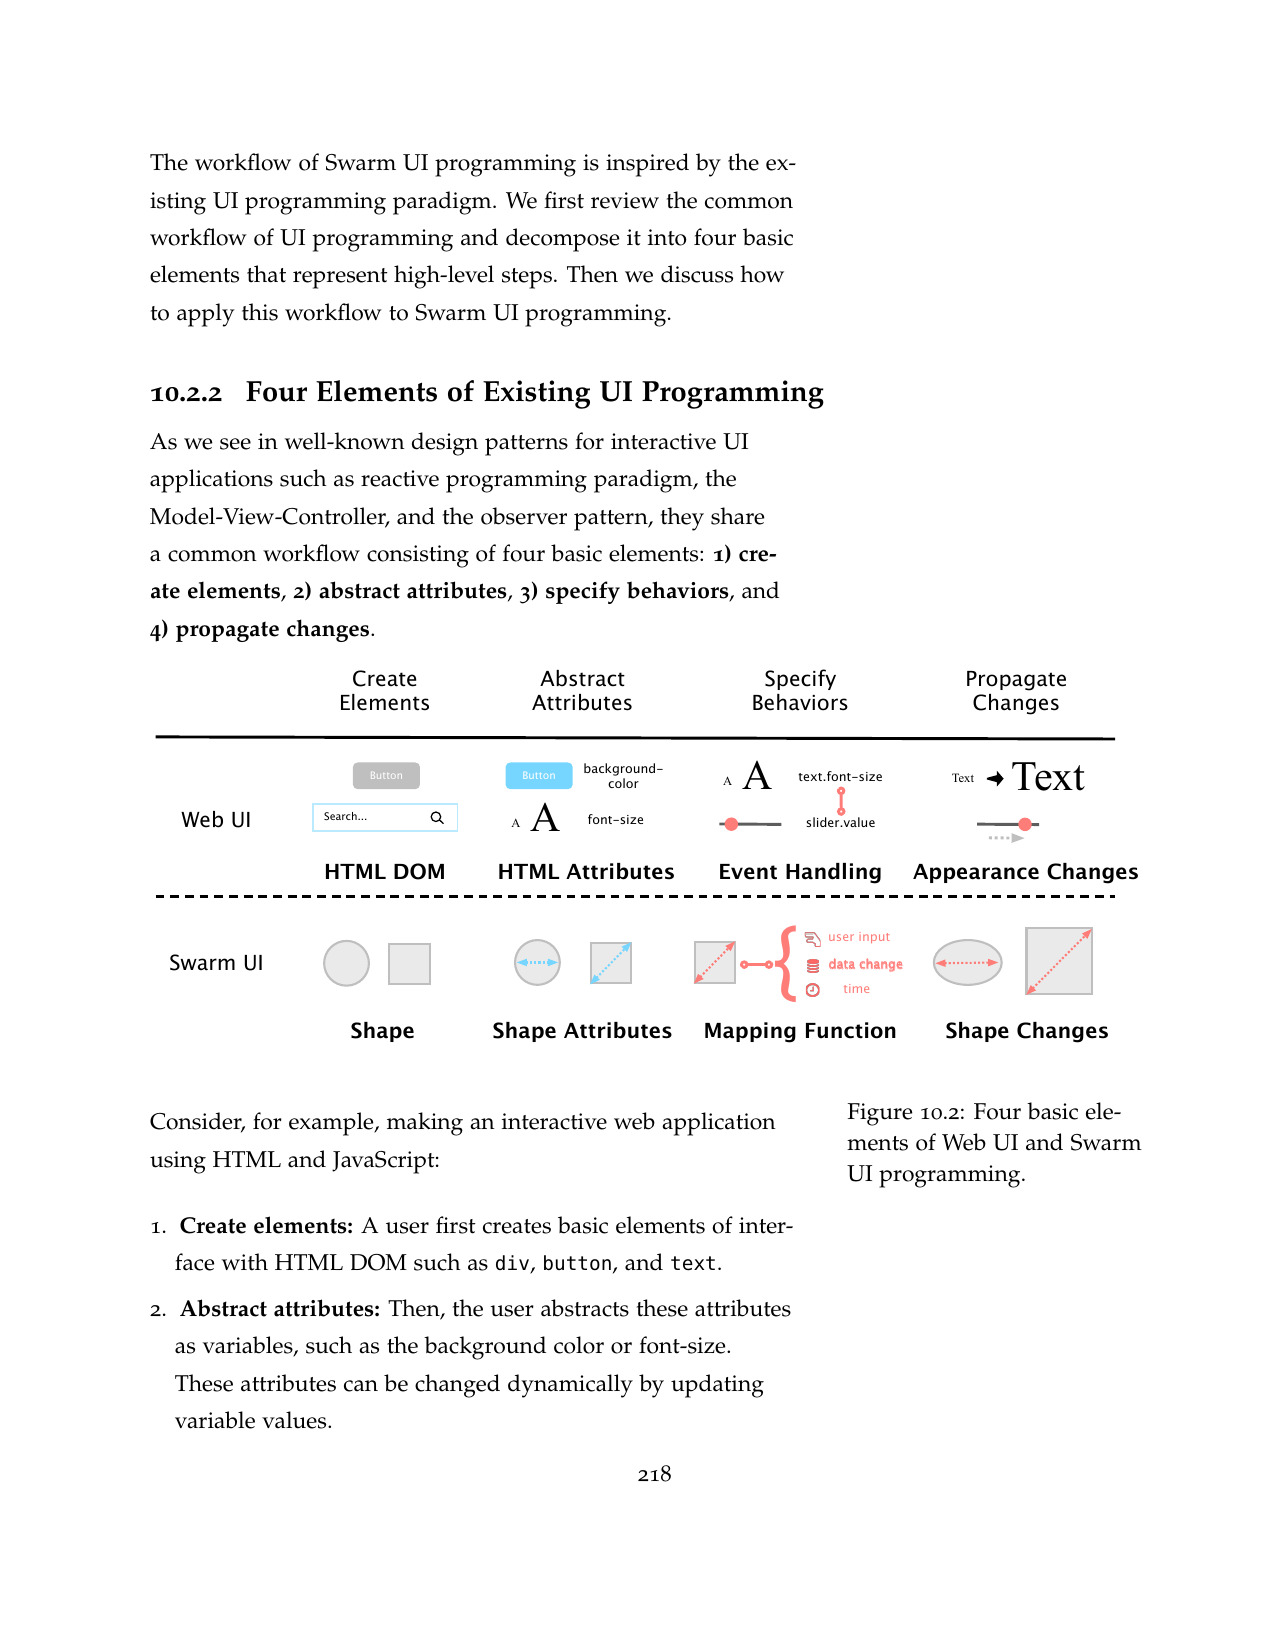 The workflow of Swarm UI programming is inspired by the ex-
isting UI programming paradigm. We first review the common
workflow of UI programming and decompose it into four basic
elements that represent high-level steps. Then we discuss how
to apply this workflow to Swarm UI programming.
10.2.2 Four Elements of Existing UI Programming
As we see in well-known design patterns for interactive UI
applications such as reactive programming paradigm, the
Model-View-Controller, and the observer pattern, they share
a common workflow consisting of four basic elements: 1) cre-
ate elements, 2) abstract attributes, 3) specify behaviors, and
4) propagate changes.
Create
Elements
Abstract
Attributes
Specify
Behaviors
Propagate
Changes
Web UI
Button
Search...
HTML DOM
Button
background-
color
A A
font-size
HTML Attributes
A A
text.font-size
slider.value
Event Handling
Text Text
Appearance Changes
Swarm UI
Shape
Shape Attributes
user input
data change
time
Mapping Function
Shape Changes
Consider, for example, making an interactive web application
using HTML and JavaScript:
Figure 10.2: Four basic ele-
ments of Web UI and Swarm
UI programming.
1. Create elements: A user first creates basic elements of inter-
face with HTML DOM such as div, button, and text.
2. Abstract attributes: Then, the user abstracts these attributes
as variables, such as the background color or font-size.
These attributes can be changed dynamically by updating
variable values.
218